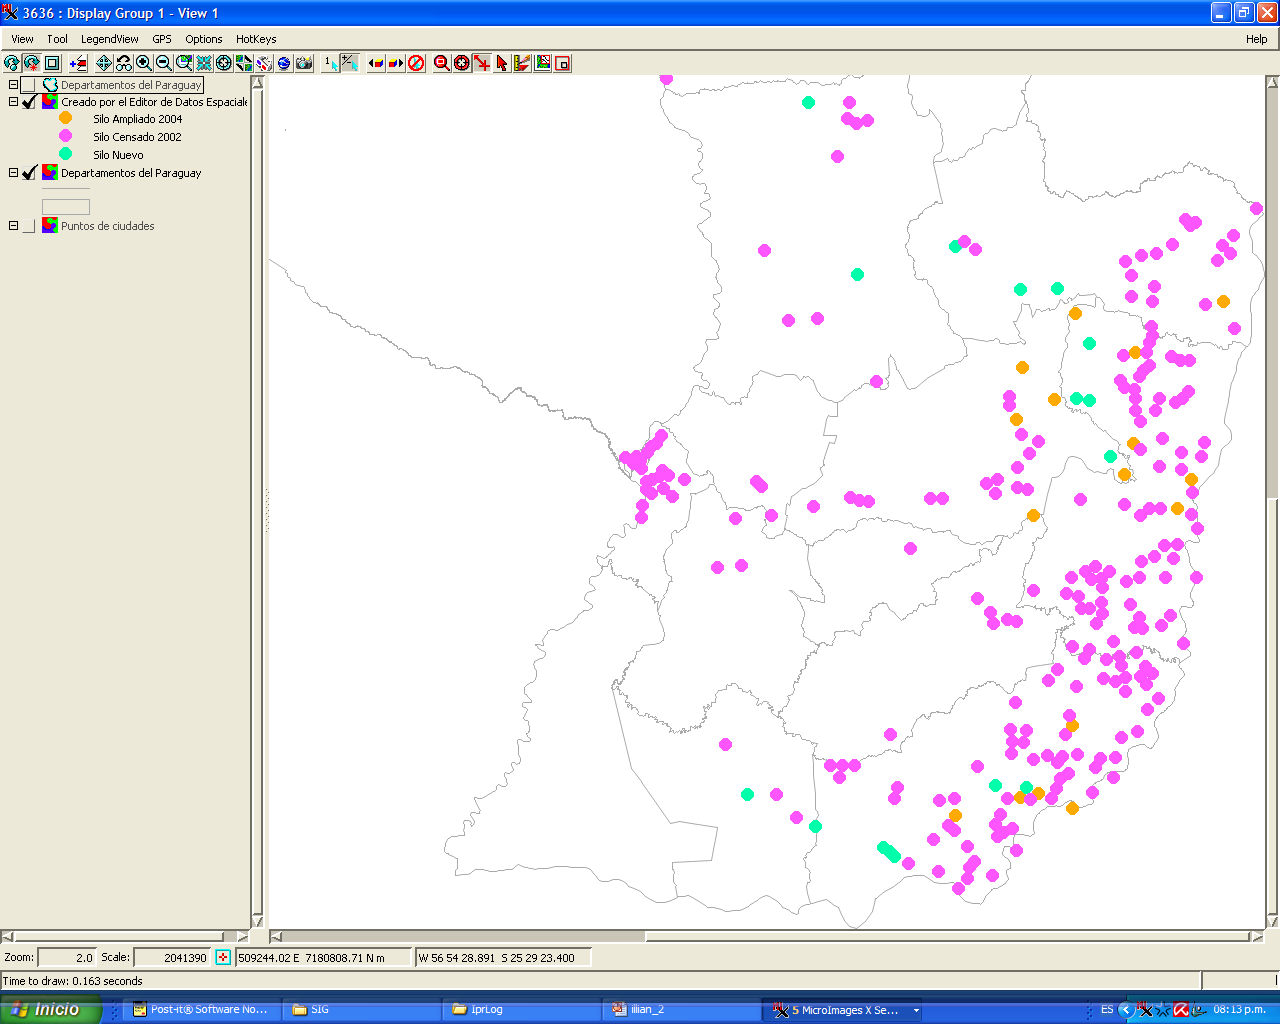 3636 : Display Group 1 - View 1
View Tool LegendView GPS Options HotKeys Help
Departamentos del Paraguay
Creado por el Editor de Datos Espaciale
Silo Ampliado 2004
Silo Censado 2002
Silo Nuevo
Departamentos del Paraguay
Puntos de ciudades
Zoom: 2.0 Scale: 2041390 509244.02 E 7180808.71 N m W 56 54 28.891 S 25 29 23.400
Time to draw: 0.163 seconds
Inicio Post-it® Software No... SIG IprLog ilian_2 5 MicroImages X Se... ES 08:13 p.m.